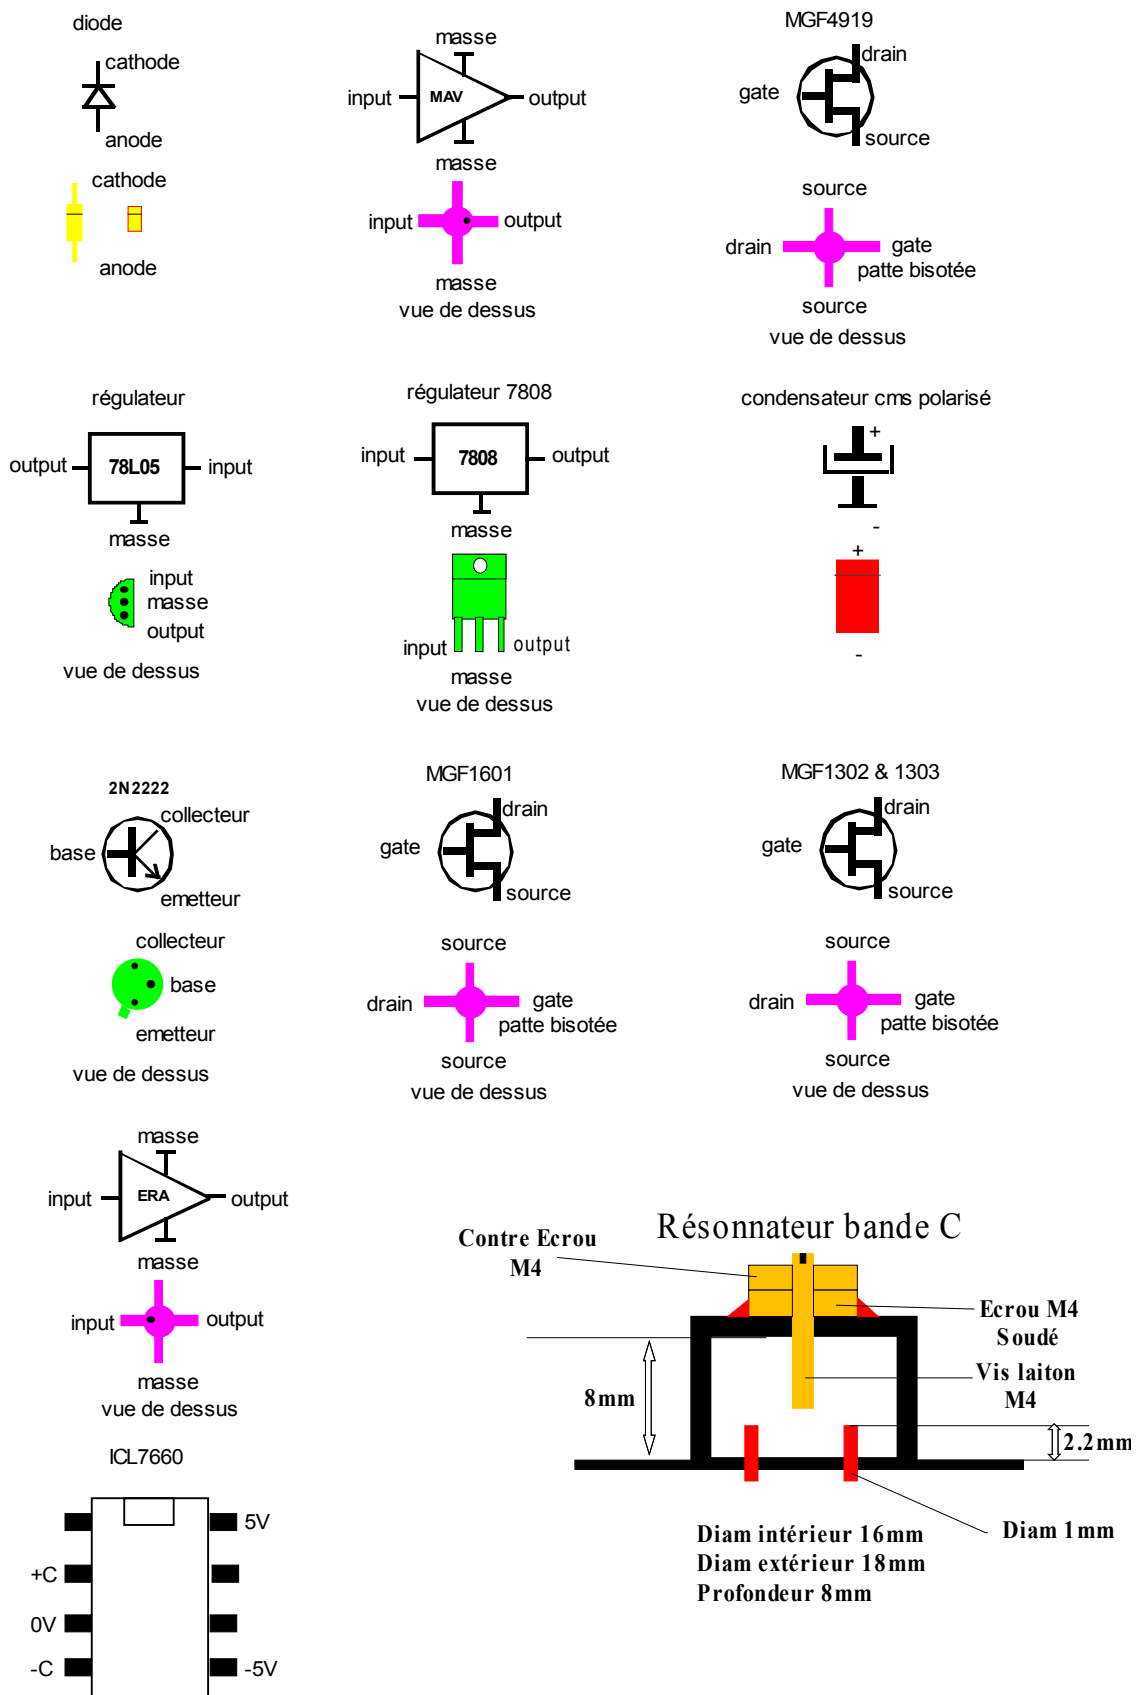 diode
cathode
anode
cathode
anode
masse
input
MAV
output
masse
input
output
masse
vue de dessus
MGF4919
drain
gate
source
source
drain
gate
patte bisotée
source
vue de dessus
régulateur
output
78L05
input
masse
input
masse
output
vue de dessus
régulateur 7808
input
7808
output
masse
input
output
masse
vue de dessus
condensateur cms polarisé
+
-
+
-
2N2222
collecteur
base
emetteur
collecteur
base
emetteur
vue de dessus
MGF1601
drain
gate
source
source
drain
gate
patte bisotée
source
vue de dessus
MGF1302 & 1303
drain
gate
source
source
drain
gate
patte bisotée
source
vue de dessus
masse
input
ERA
output
masse
input
output
masse
vue de dessus
Résonnateur bande C
Contre Ecrou
M4
Ecrou M4
Soudé
Vis laiton
M4
8mm
2.2mm
Diam 1mm
Diam intérieur 16mm
Diam extérieur 18mm
Profondeur 8mm
ICL7660
5V
+C
0V
-C
-5V